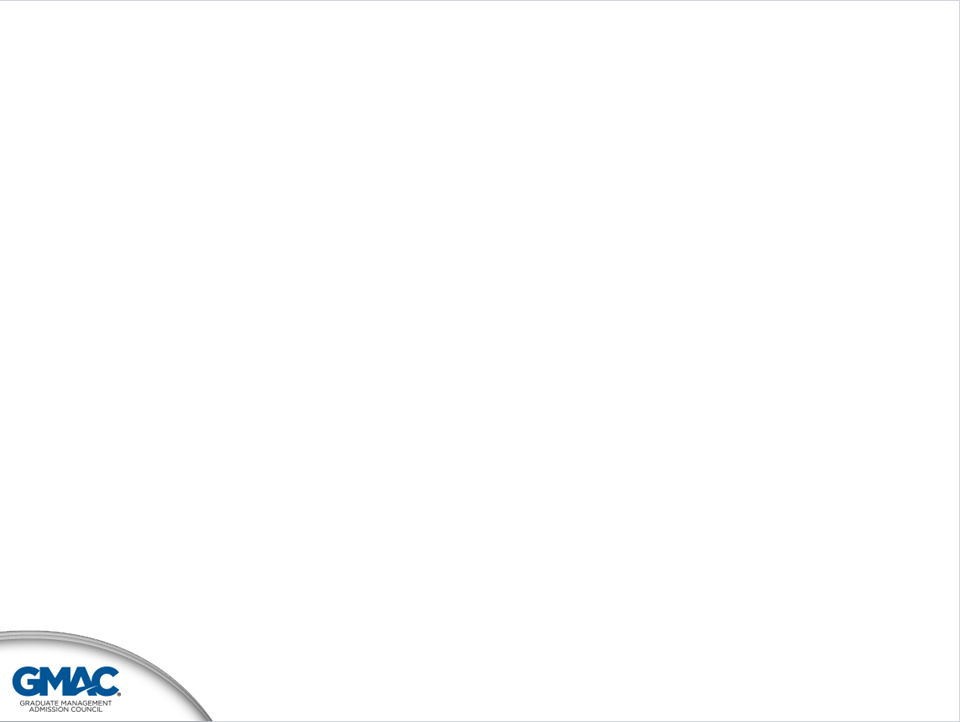 GMAC®
GRADUATE MANAGEMENT
ADMISSION COUNCIL